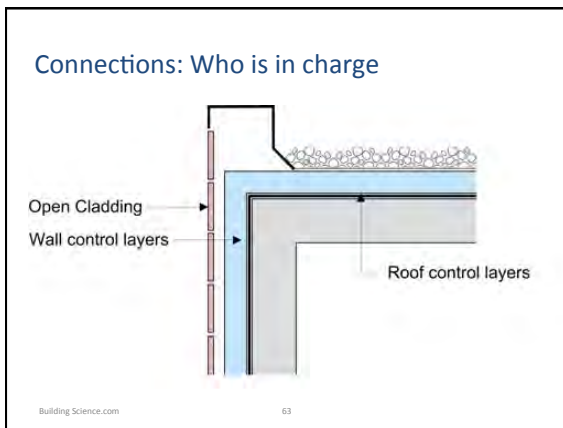 Connections: Who is in charge
Open Cladding
Wall control layers
Roof control layers
Building Science.com
63